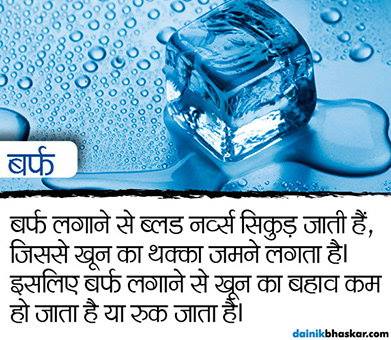 बर्फ
बर्फ लगाने से ब्लड नर्व्स सिकुड़ जाती हैं,
जिससे खून का थक्का जमने लगता है।
इसलिए बर्फ लगाने से खून का बहाव कम
हो जाता है या रुक जाता है।
dainikbhaskar.com